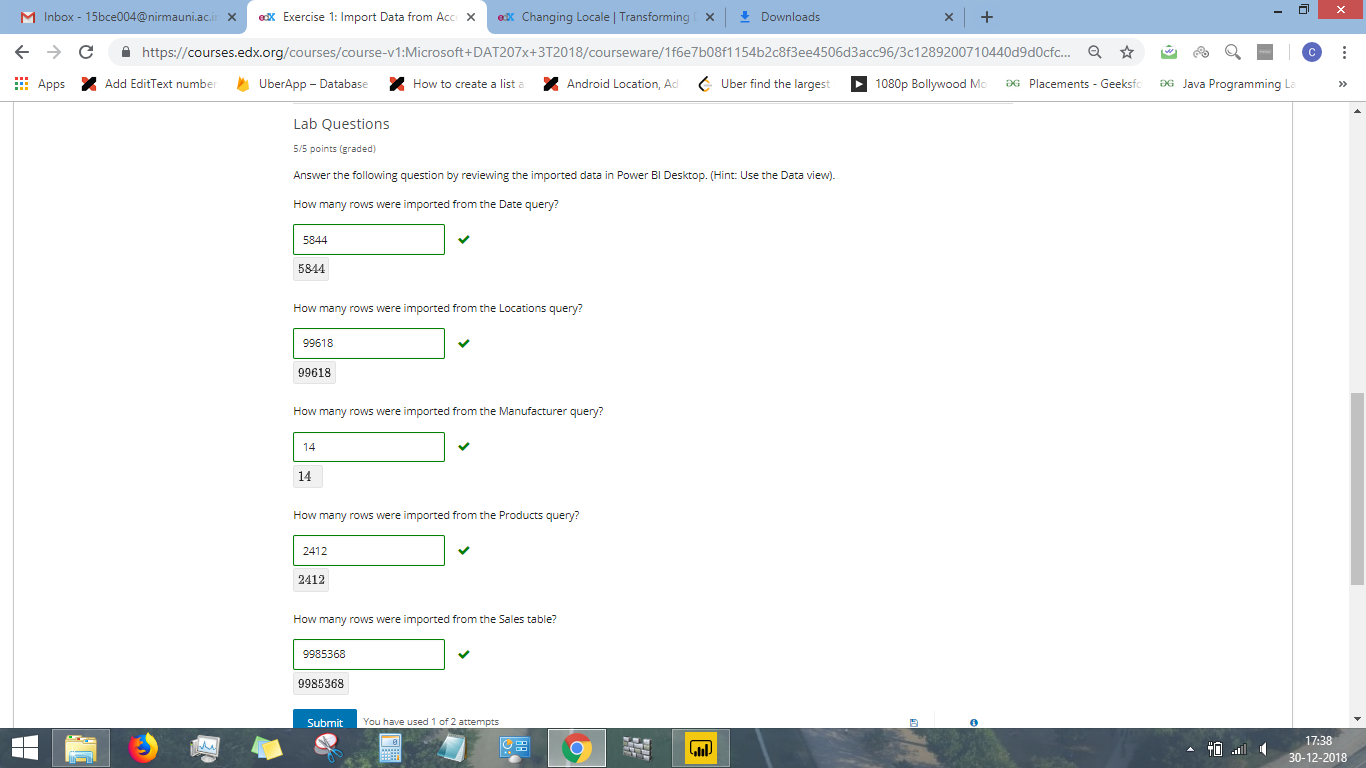 Inbox - 15bce004@nirmauni.ac.i
edX Exercise 1: Import Data from Acc
edX Changing Locale | Transforming
Downloads
https://courses.edx.org/courses/course-v1:Microsoft+DAT207x+3T2018/courseware/1f6e7b08f1154b2c8f3ee4506d3acc96/3c1289200710440d9d0cfc...
C
Apps
Add EditText number
UberApp – Database
How to create a list a
Android Location, Ad
Uber find the largest
1080p Bollywood Mo
Placements - Geeksfo
Java Programming La
»
Lab Questions
5/5 points (graded)
Answer the following question by reviewing the imported data in Power BI Desktop. (Hint: Use the Data view).
How many rows were imported from the Date query?
5844
5844
How many rows were imported from the Locations query?
99618
99618
How many rows were imported from the Manufacturer query?
14
14
How many rows were imported from the Products query?
2412
2412
How many rows were imported from the Sales table?
9985368
9985368
Submit You have used 1 of 2 attempts
17:38
30-12-2018